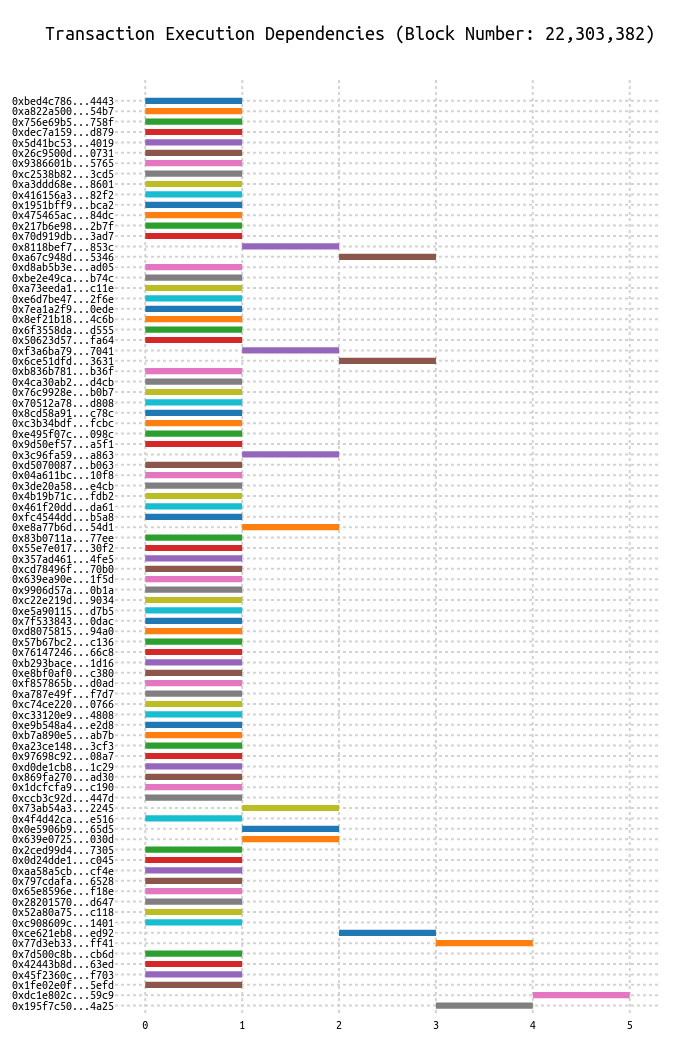 Transaction Execution Dependencies (Block Number: 22,303,382)
0xbed4c786...4443
0xa822a500...54b7
0x756e69b5...758f
0xdec7a159...d879
0x5d41bc53...4019
0x26c9500d...0731
0x9386601b...5765
0xc2538b82...3cd5
0xa3ddd68e...8601
0x416156a3...82f2
0x1951bff9...bca2
0x475465ac...84dc
0x217b6e98...2b7f
0x70d919db...3ad7
0x8118bef7...853c
0xa67c948d...5346
0xd8ab5b3e...ad05
0xbe2e49ca...b74c
0xa73eeda1...c11e
0xe6d7be47...2f6e
0x7ea1a2f9...0ede
0x8ef21b18...4c6b
0x6f3558da...d555
0x50623d57...fa64
0xf3a6ba79...7041
0x6ce51dfd...3631
0xb836b781...b36f
0x4ca30ab2...d4cb
0x76c9928e...b0b7
0x70512a78...d808
0x8cd58a91...c78c
0xc3b34bdf...fcbc
0xe495f07c...098c
0x9d50ef57...a5f1
0x3c96fa59...a863
0xd5070087...b063
0x04a611bc...10f8
0x3de20a58...e4cb
0x4b19b71c...fdb2
0x461f20dd...da61
0xfc4544dd...b5a8
0xe8a77b6d...54d1
0x83b0711a...77ee
0x55e7e017...30f2
0x357ad461...4fe5
0xcd78496f...70b0
0x639ea90e...1f5d
0x9906d57a...0b1a
0xc22e219d...9034
0xe5a90115...d7b5
0x7f533843...0dac
0xd8075815...94a0
0x57b67bc2...c136
0x76147246...66c8
0xb293bace...1d16
0xe8bf0af0...c380
0xf857865b...d0ad
0xa787e49f...f7d7
0xc74ce220...0766
0xc33120e9...4808
0xe9b548a4...e2d8
0xb7a890e5...ab7b
0xa23ce148...3cf3
0x97698c92...08a7
0xd0de1cb8...1c29
0x869fa270...ad30
0x1dcfcfa9...c190
0xccb3c92d...447d
0x73ab54a3...2245
0x4f4d42ca...e516
0x0e5906b9...65d5
0x639e0725...030d
0x2ced99d4...7305
0x0d24dde1...c045
0xaa58a5cb...cf4e
0x797cdafa...6528
0x65e8596e...f18e
0x28201570...d647
0x52a80a75...c118
0xc908609c...1401
0xce621eb8...ed92
0x77d3eb33...ff41
0x7d500c8b...cb6d
0x42443b8d...63ed
0x45f2360c...f703
0x1fe02e0f...5efd
0xdc1e802c...59c9
0x195f7c50...4a25
0 1 2 3 4 5